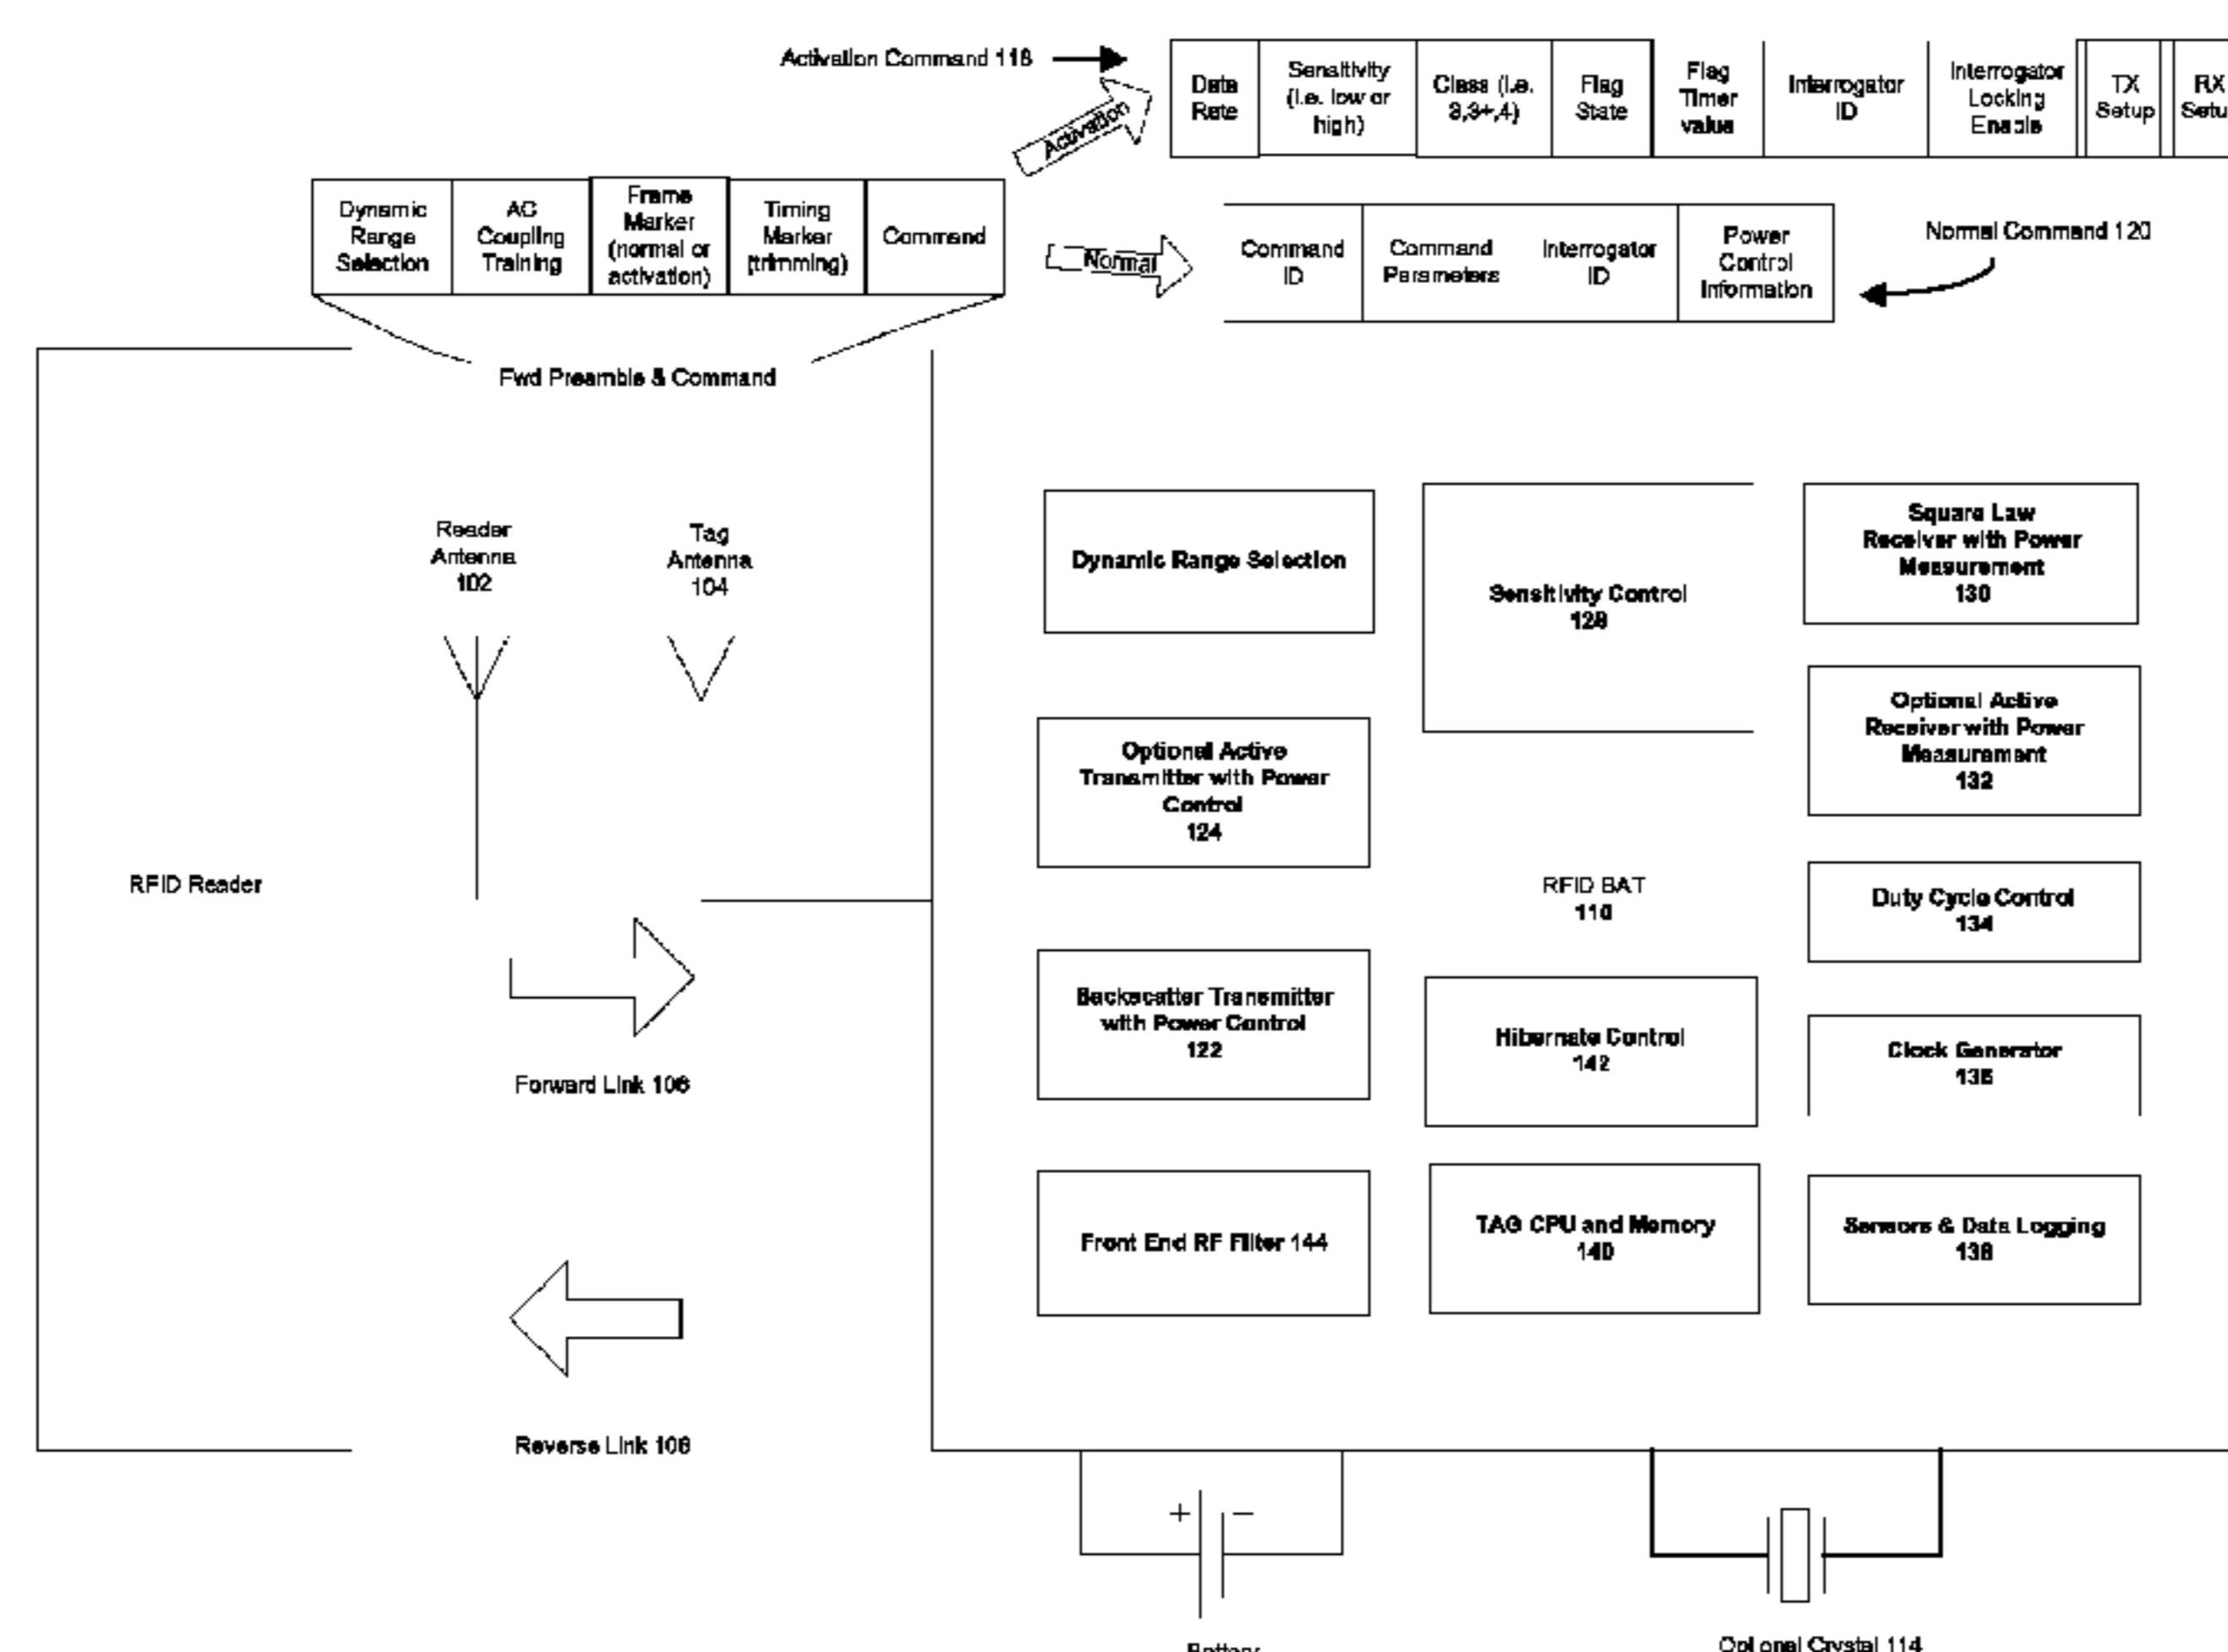 Activation Command 118
Activation
Data
Rate
Sensitivity
(i.e. low or
high)
Class (i.e.
3,3+,4)
Flag
State
Flag
Timer
value
Interrogator
ID
Interrogator
Locking
Enable
TX
Setup
RX
Setu
Dynamic
Range
Selection
AC
Coupling
Training
Frame
Marker
(normal or
activation)
Timing
Marker
(trimming)
Command
Normal
Command
ID
Command
Parameters
Interrogator
ID
Power
Control
Information
Normal Command 120
Fwd Preamble & Command
Reader
Antenna
102
Tag
Antenna
104
Dynamic Range Selection
Sensitivity Control
128
Square Law
Receiver with Power
Measurement
130
Optional Active
Transmitter with Power
Control
124
Optional Active
Receiver with Power
Measurement
132
RFID Reader
RFID BAT
110
Duty Cycle Control
134
Backscatter Transmitter
with Power Control
122
Hibernate Control
142
Clock Generator
136
Forward Link 106
Front End RF Filter 144
TAG CPU and Memory
140
Sensors & Data Logging
138
Reverse Link 108
+ −
Battery
Optional Crystal 114